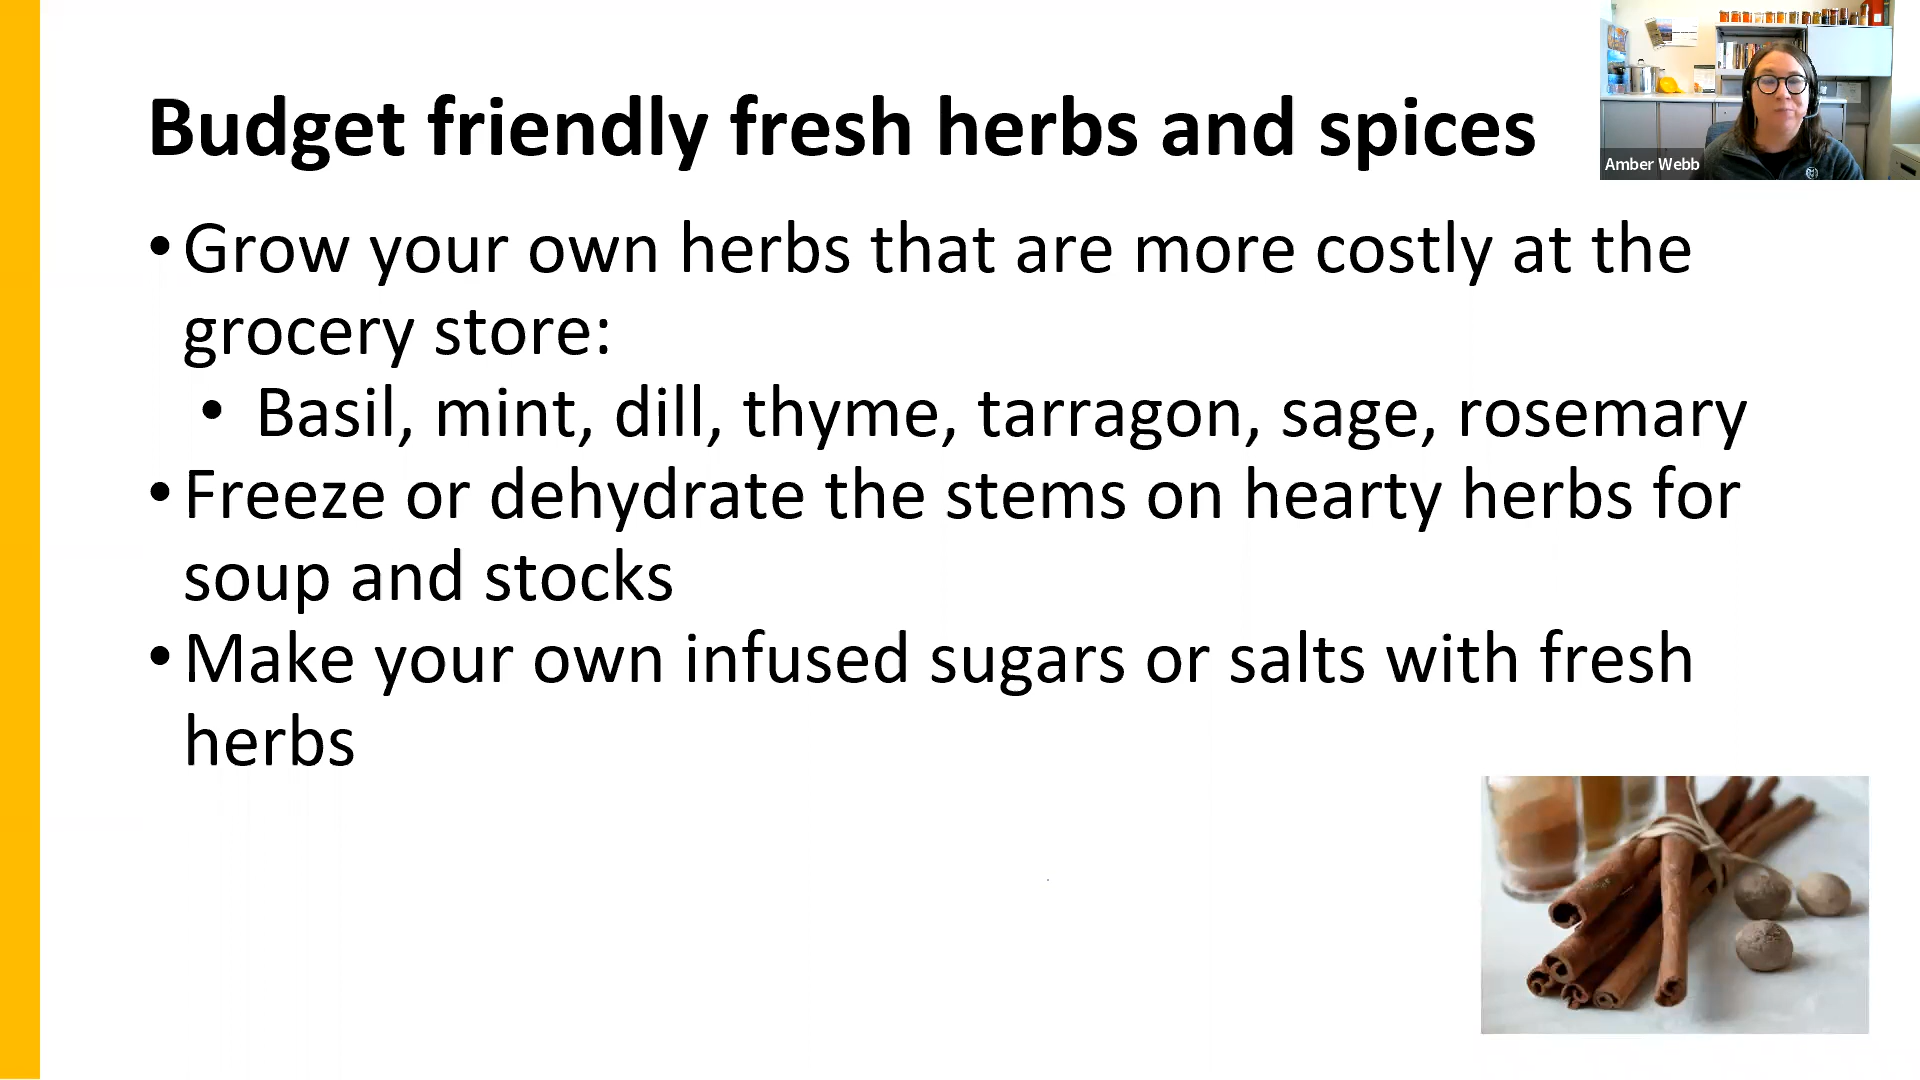 Budget friendly fresh herbs and spices
Amber Webb
• Grow your own herbs that are more costly at the
grocery store:
• Basil, mint, dill, thyme, tarragon, sage, rosemary
• Freeze or dehydrate the stems on hearty herbs for
soup and stocks
• Make your own infused sugars or salts with fresh
herbs